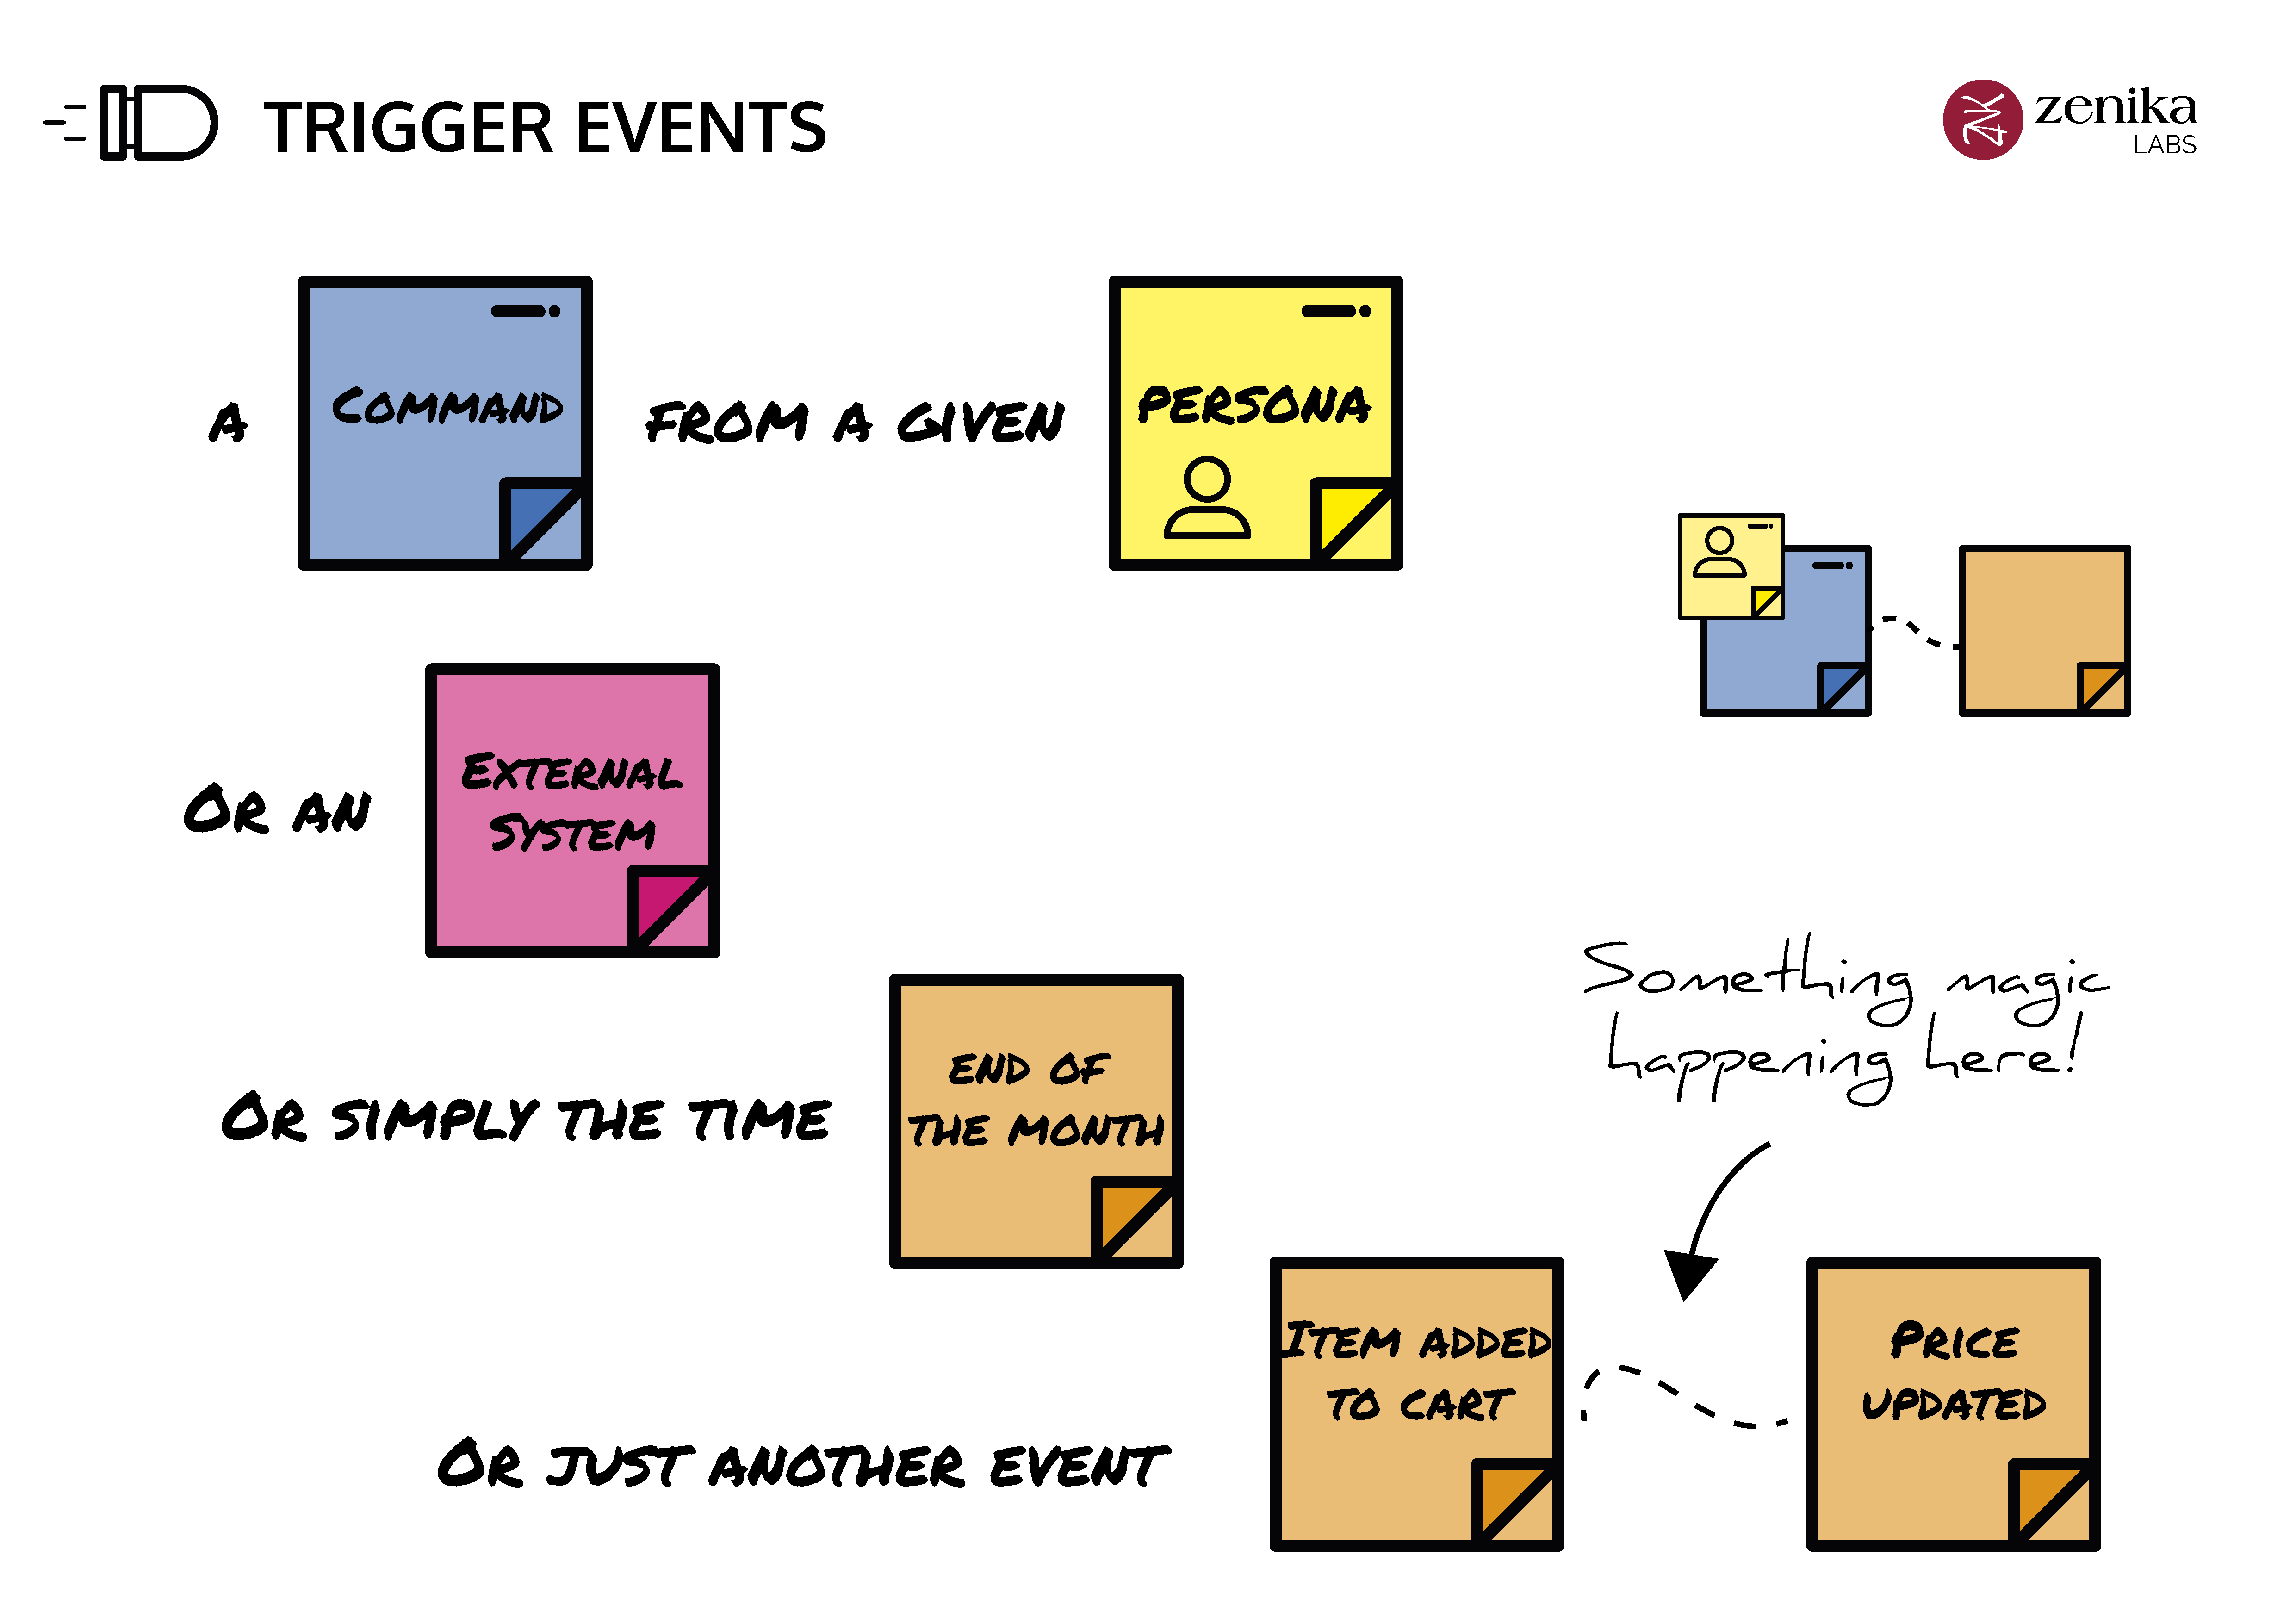 TRIGGER EVENTS
zenika
LABS
A
COMMAND
FROM A GIVEN
PERSONA
OR AN
EXTERNAL
SYSTEM
Something magic
happening here!
OR SIMPLY THE TIME
END OF
THE MONTH
OR JUST ANOTHER EVENT
ITEM ADDED
TO CART
PRICE
UPDATED